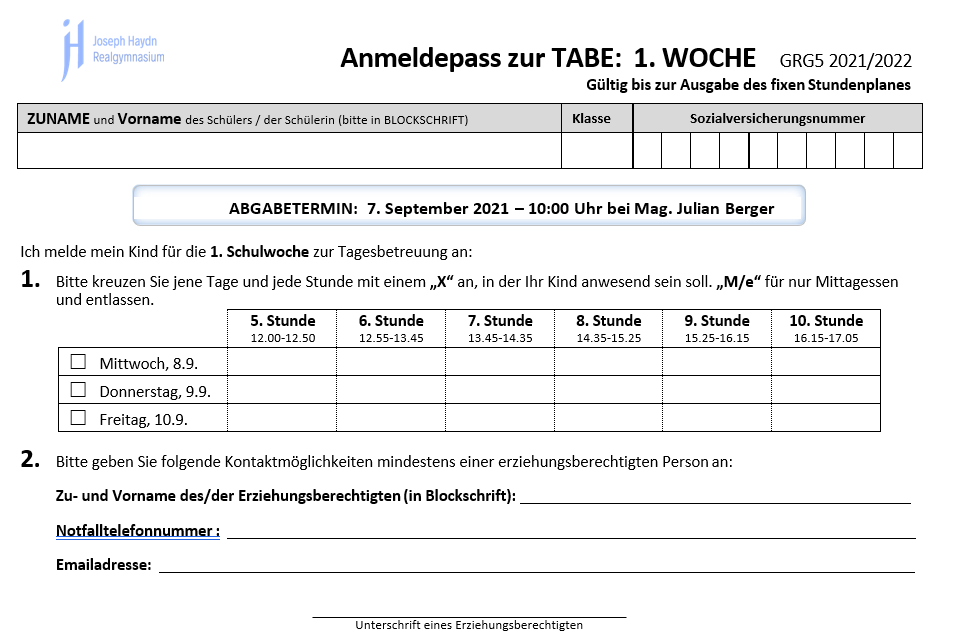 jH Joseph Haydn
Realgymnasium
Anmeldepass zur TABE: 1. WOCHE GRG5 2021/2022
Gültig bis zur Ausgabe des fixen Stundenplanes
ZUNAME und Vorname des Schülers / der Schülerin (bitte in BLOCKSCHRIFT) Klasse Sozialversicherungsnummer
ABGABETERMIN: 7. September 2021 – 10:00 Uhr bei Mag. Julian Berger
Ich melde mein Kind für die 1. Schulwoche zur Tagesbetreuung an:
1. Bitte kreuzen Sie jene Tage und jede Stunde mit einem „X“ an, in der Ihr Kind anwesend sein soll. „M/e“ für nur Mittagessen
und entlassen.
5. Stunde 6. Stunde 7. Stunde 8. Stunde 9. Stunde 10. Stunde
12.00-12.50 12.55-13.45 13.45-14.35 14.35-15.25 15.25-16.15 16.15-17.05
☐ Mittwoch, 8.9.
☐ Donnerstag, 9.9.
☐ Freitag, 10.9.
2. Bitte geben Sie folgende Kontaktmöglichkeiten mindestens einer erziehungsberechtigten Person an:
Zu- und Vorname des/der Erziehungsberechtigten (in Blockschrift):
Notfalltelefonnummer :
Emailadresse:
Unterschrift eines Erziehungsberechtigten